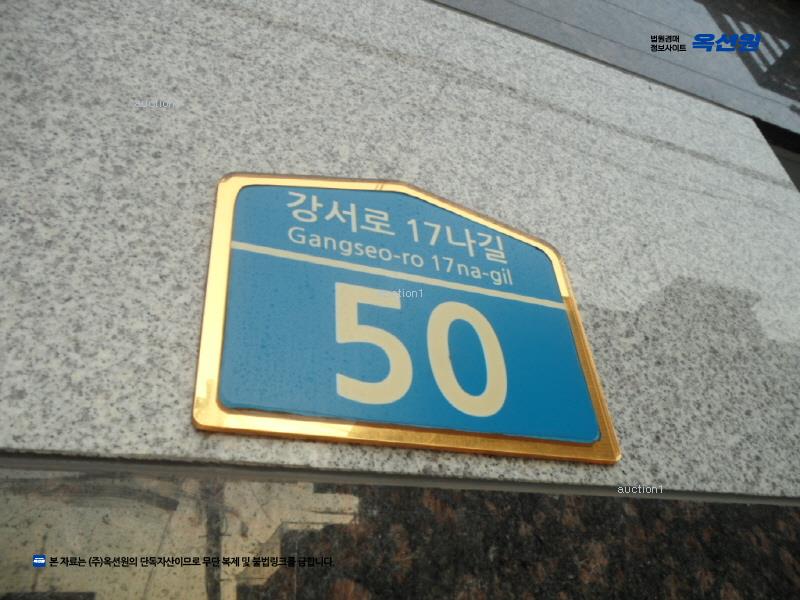 법원경매
정보사이트 옥션원
auction1
강서로 17나길
Gangseo-ro 17na-gil
auction1
50
auction1
본 자료는 (주)옥션원의 단독자산이므로 무단 복제 및 불법링크를 금합니다.